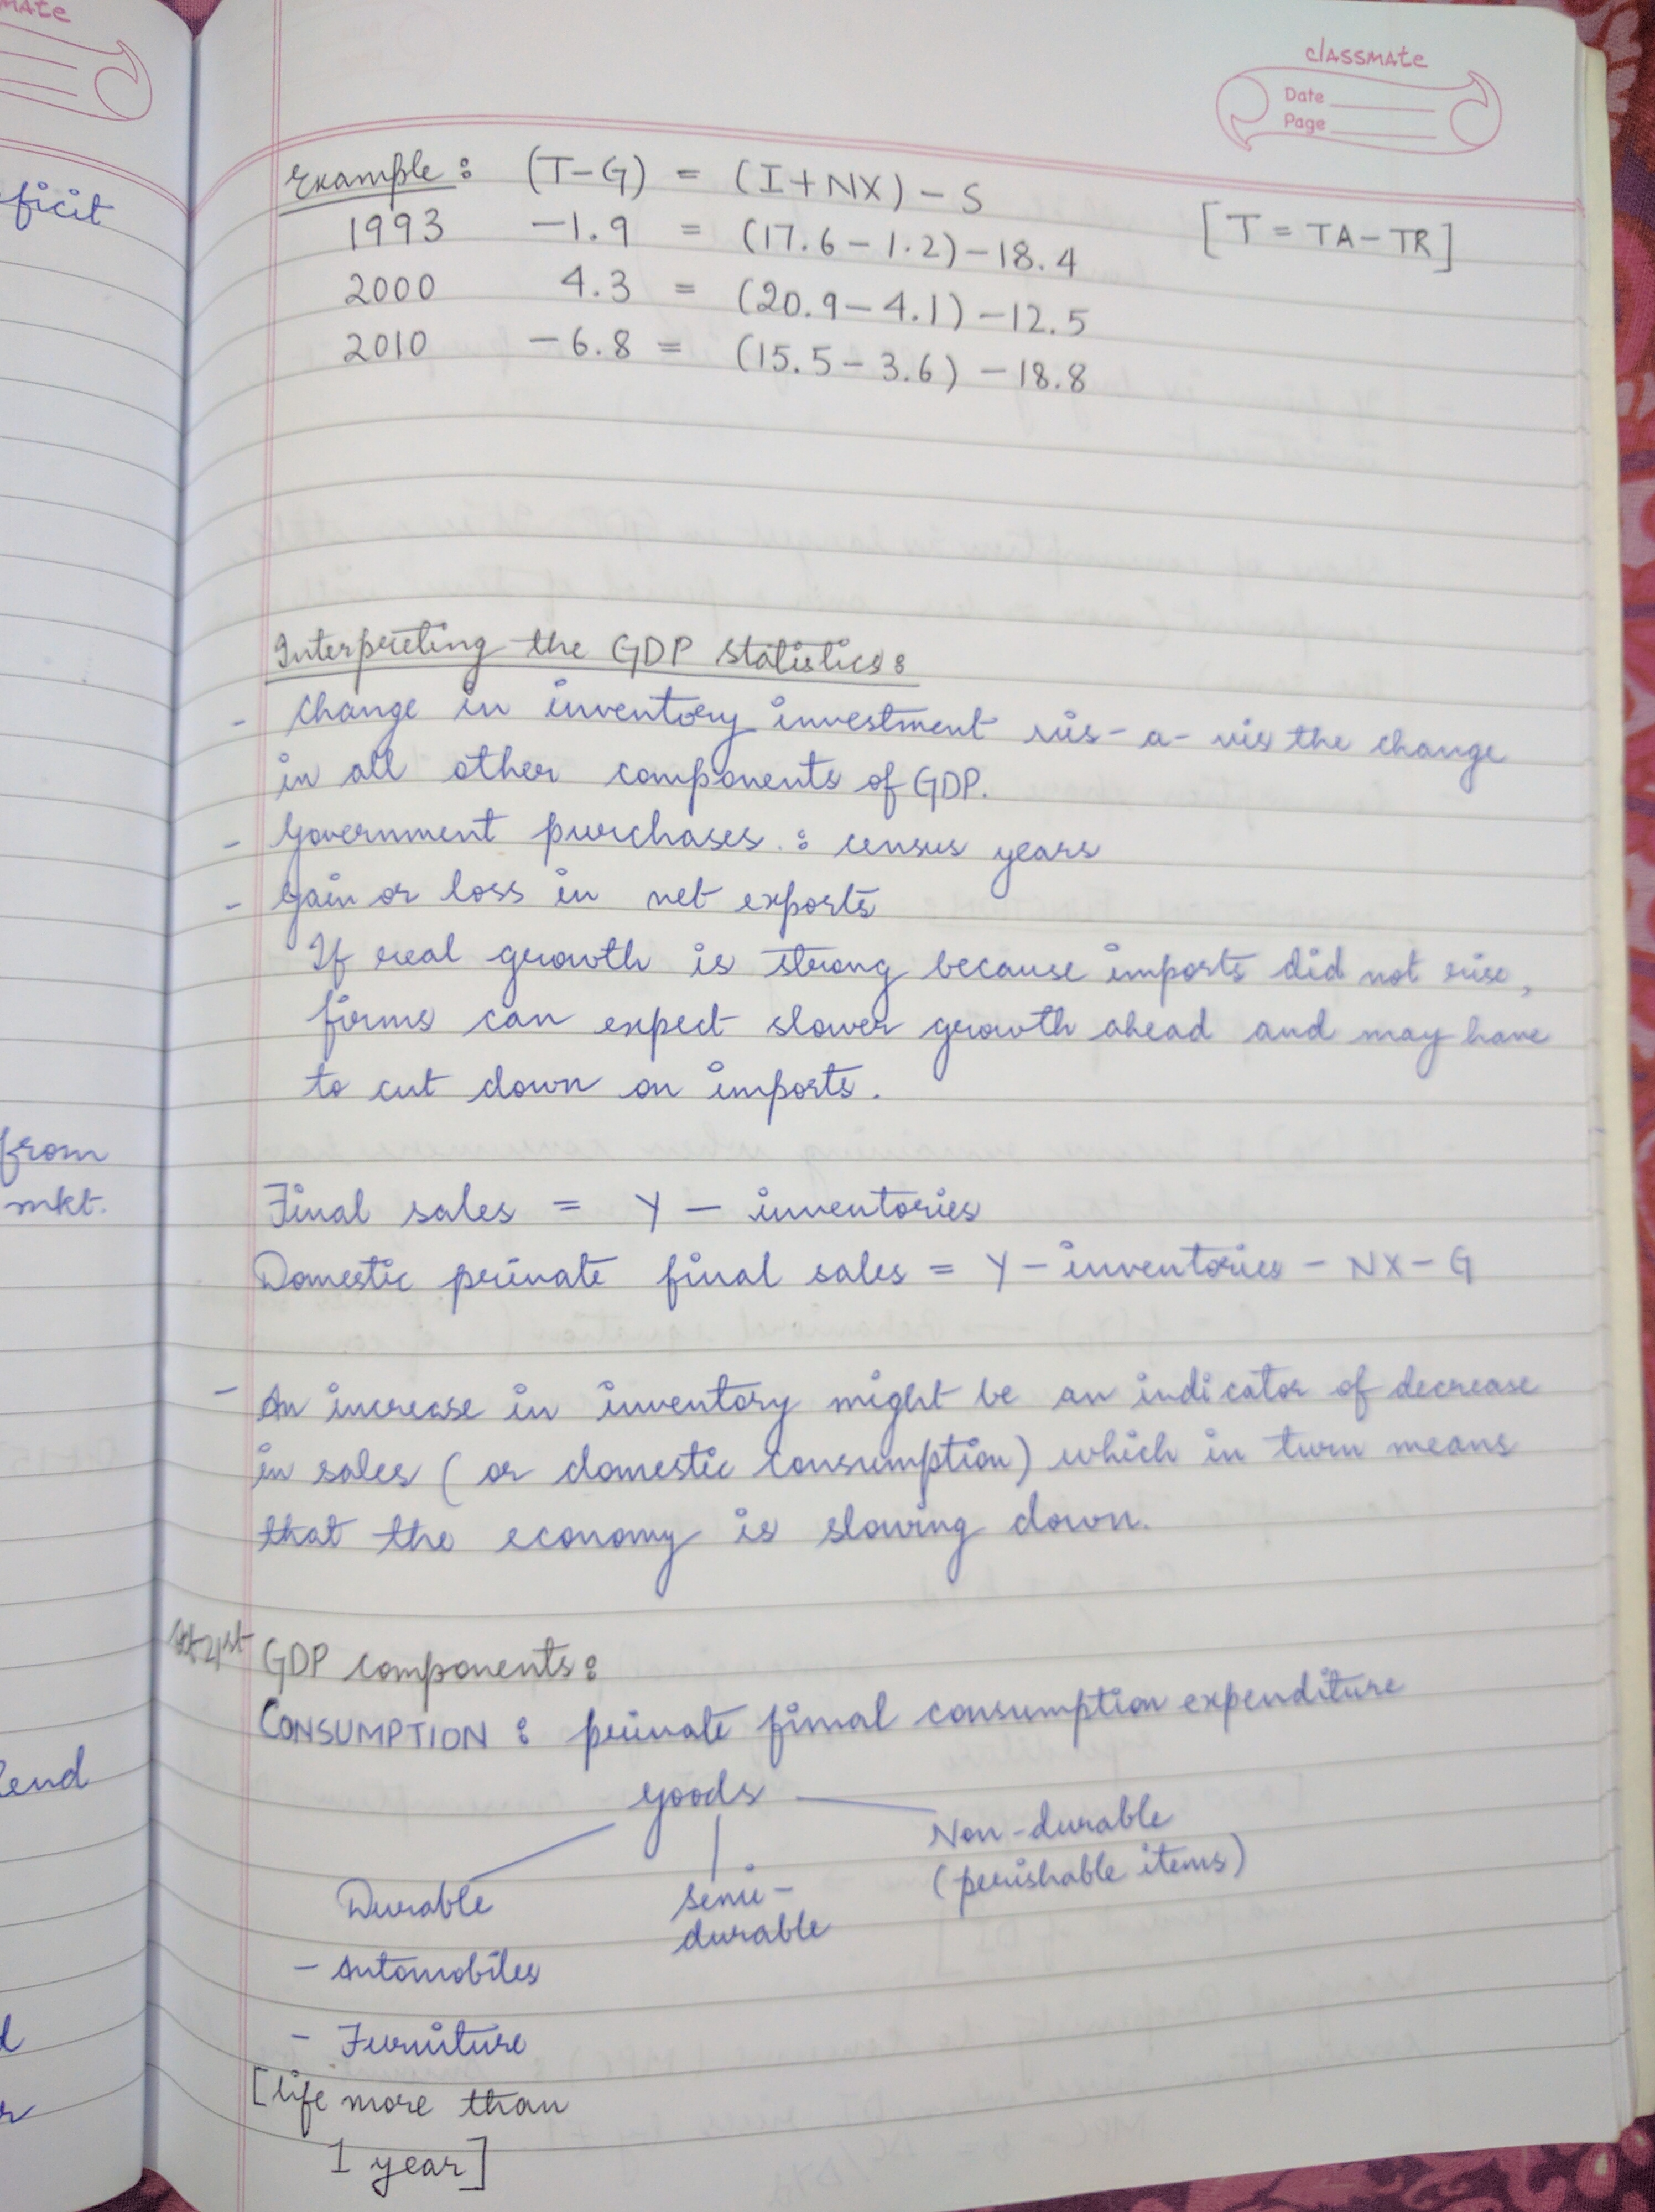 mate
ficit
from
mkt.
lend
classmate
Date
Page
Example: (T-G) = (I+NX) - S
[T = TA - TR]
1993 -1.9 = (17.6 - 1.2) - 18.4
2000 4.3 = (20.9 - 4.1) - 12.5
2010 -6.8 = (15.5 - 3.6) - 18.8
Interpreting the GDP statistics:
- Change in inventory investment vis-a-vis the change
in all other components of GDP.
- Government purchases : census years
- Gain or loss in net exports
If real growth is strong because imports did not rise,
firms can expect slower growth ahead and may have
to cut down on imports.
Final sales = Y - inventories
Domestic private final sales = Y - inventories - NX - G
- An increase in inventory might be an indicator of decrease
in sales (or domestic consumption) which in turn means
that the economy is slowing down.
21st GDP components:
CONSUMPTION : private final consumption expenditure
goods
Non-durable
(perishable items)
Durable
semi-
durable
- Automobiles
- Furniture
[life more than
1 year]